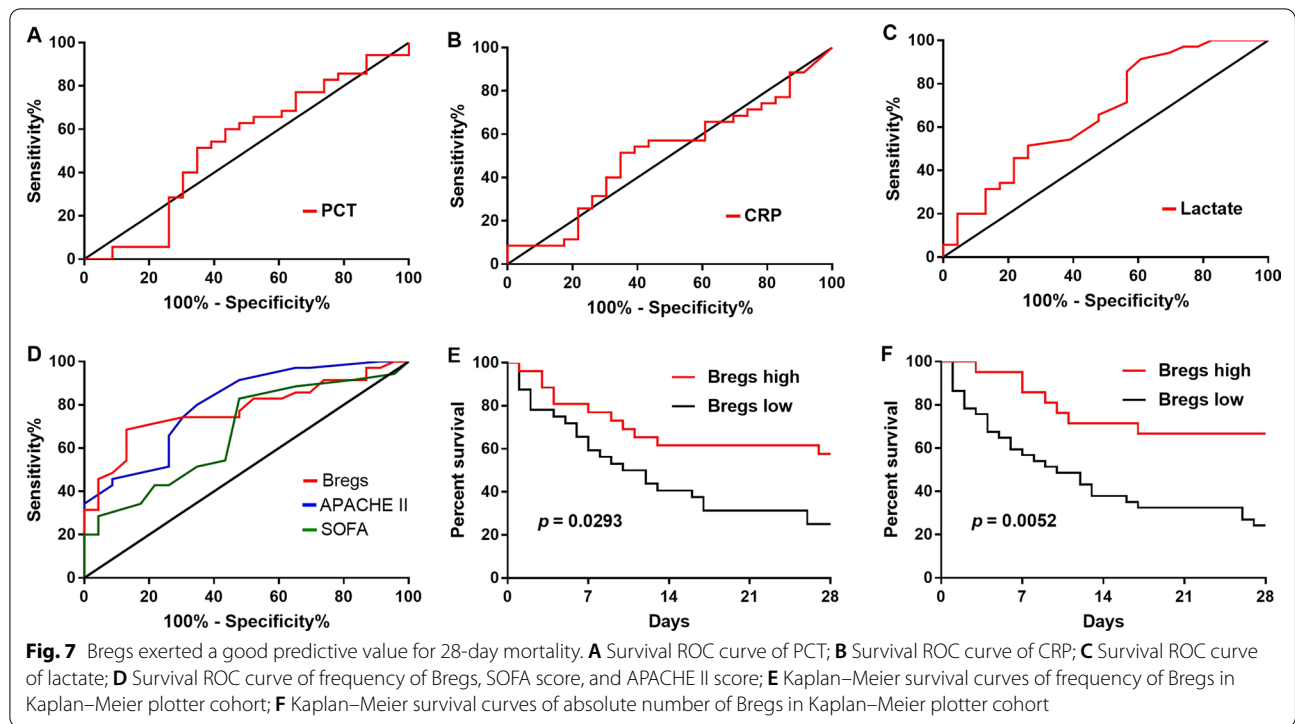 A
100
80
60
40
20
0
Sensitivity%
PCT
0 20 40 60 80 100
100% - Specificity%
B
100
80
60
40
20
0
Sensitivity%
CRP
0 20 40 60 80 100
100% - Specificity%
C
100
80
60
40
20
0
Sensitivity%
Lactate
0 20 40 60 80 100
100% - Specificity%
D
100
80
60
40
20
0
Sensitivity%
Bregs
APACHE II
SOFA
0 20 40 60 80 100
100% - Specificity%
E
100
80
60
40
20
0
Percent survival
Bregs high
Bregs low
p = 0.0293
0 7 14 21 28
Days
F
100
80
60
40
20
0
Percent survival
Bregs high
Bregs low
p = 0.0052
0 7 14 21 28
Days
Fig. 7 Bregs exerted a good predictive value for 28-day mortality. A Survival ROC curve of PCT; B Survival ROC curve of CRP; C Survival ROC curve
of lactate; D Survival ROC curve of frequency of Bregs, SOFA score, and APACHE II score; E Kaplan–Meier survival curves of frequency of Bregs in
Kaplan–Meier plotter cohort; F Kaplan–Meier survival curves of absolute number of Bregs in Kaplan–Meier plotter cohort